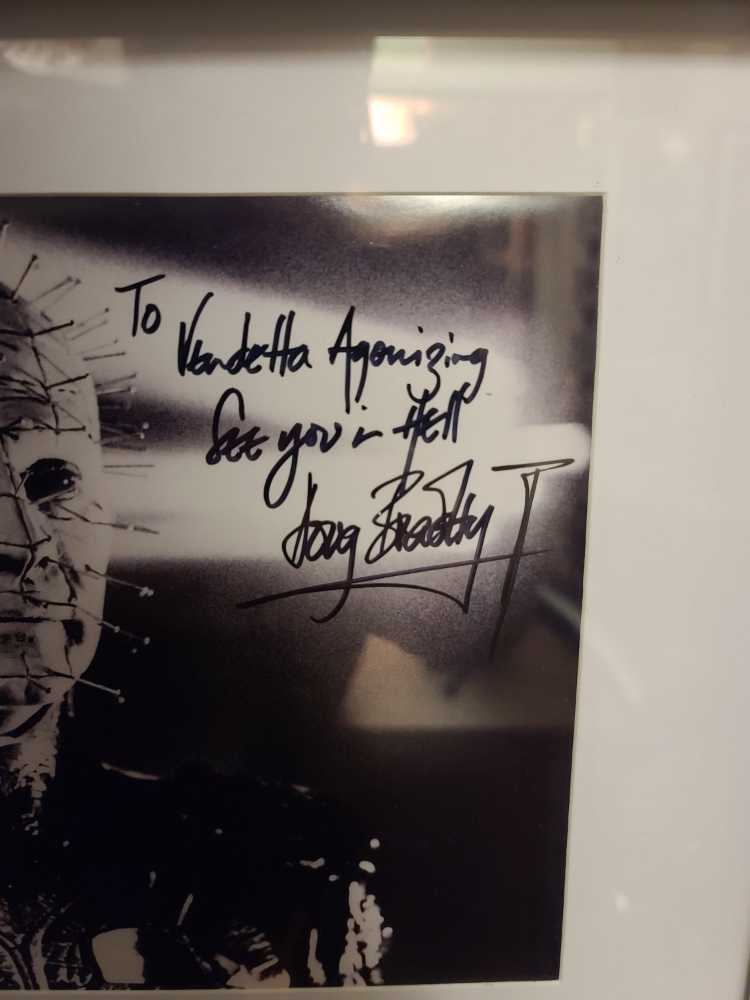 To
Vendetta Agonizing
SEE you in HEll
Doug Bradley